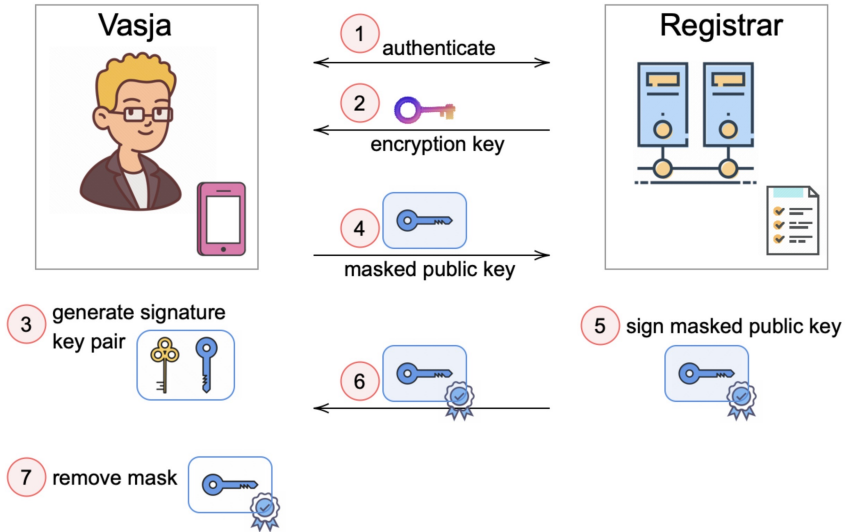 Vasja
Registrar
1
authenticate
2
encryption key
4
masked public key
3
generate signature
key pair
5
sign masked public key
6
7
remove mask